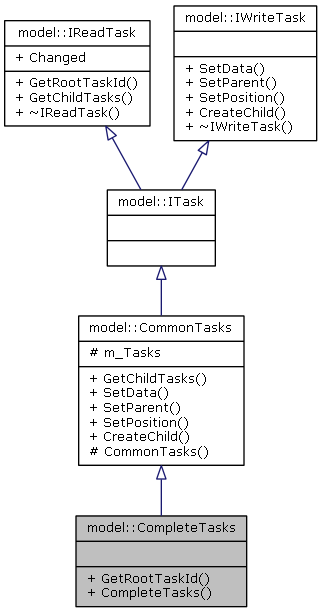 model::IReadTask
+ Changed
+ GetRootTaskId()
+ GetChildTasks()
+ ~IReadTask()
model::IWriteTask
+ SetData()
+ SetParent()
+ SetPosition()
+ CreateChild()
+ ~IWriteTask()
model::ITask
model::CommonTasks
# m_Tasks
+ GetChildTasks()
+ SetData()
+ SetParent()
+ SetPosition()
+ CreateChild()
# CommonTasks()
model::CompleteTasks
+ GetRootTaskId()
+ CompleteTasks()